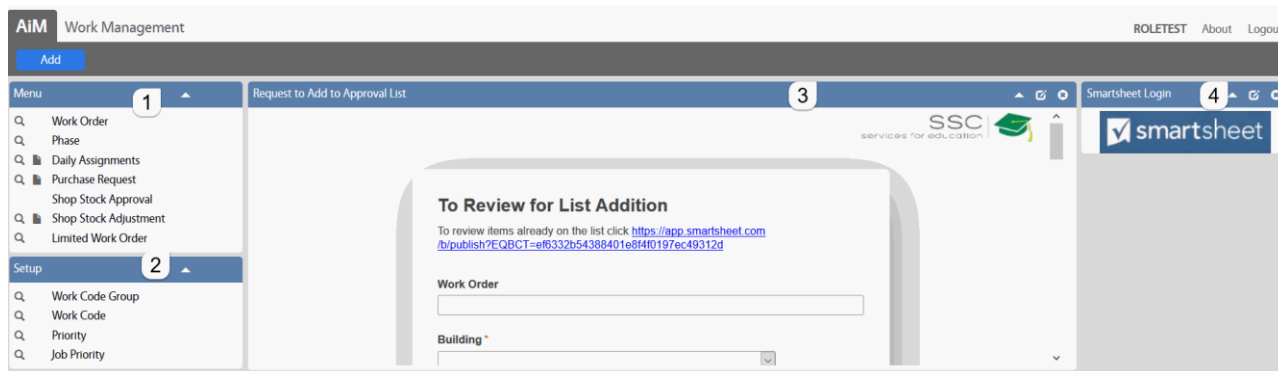 AiM Work Management
ROLETEST About Logou
Add
Menu
1
Work Order
Phase
Daily Assignments
Purchase Request
Shop Stock Approval
Shop Stock Adjustment
Limited Work Order
Setup
2
Work Code Group
Work Code
Priority
Job Priority
Request to Add to Approval List
3
SSC
services for education
To Review for List Addition
To review items already on the list click https://app.smartsheet.com
/b/publish?EQBCT=ef6332b54388401e8f4f0197ec49312d
Work Order
Building *
Smartsheet Login
4
smartsheet